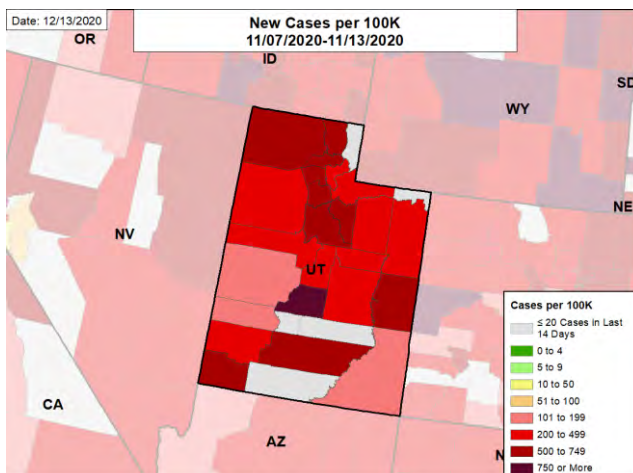 Date: 12/13/2020
New Cases per 100K
11/07/2020-11/13/2020
OR
ID
WY
SD
NE
NV
UT
CA
AZ
N
Cases per 100K
≤ 20 Cases in Last
14 Days
0 to 4
5 to 9
10 to 50
51 to 100
101 to 199
200 to 499
500 to 749
750 or More